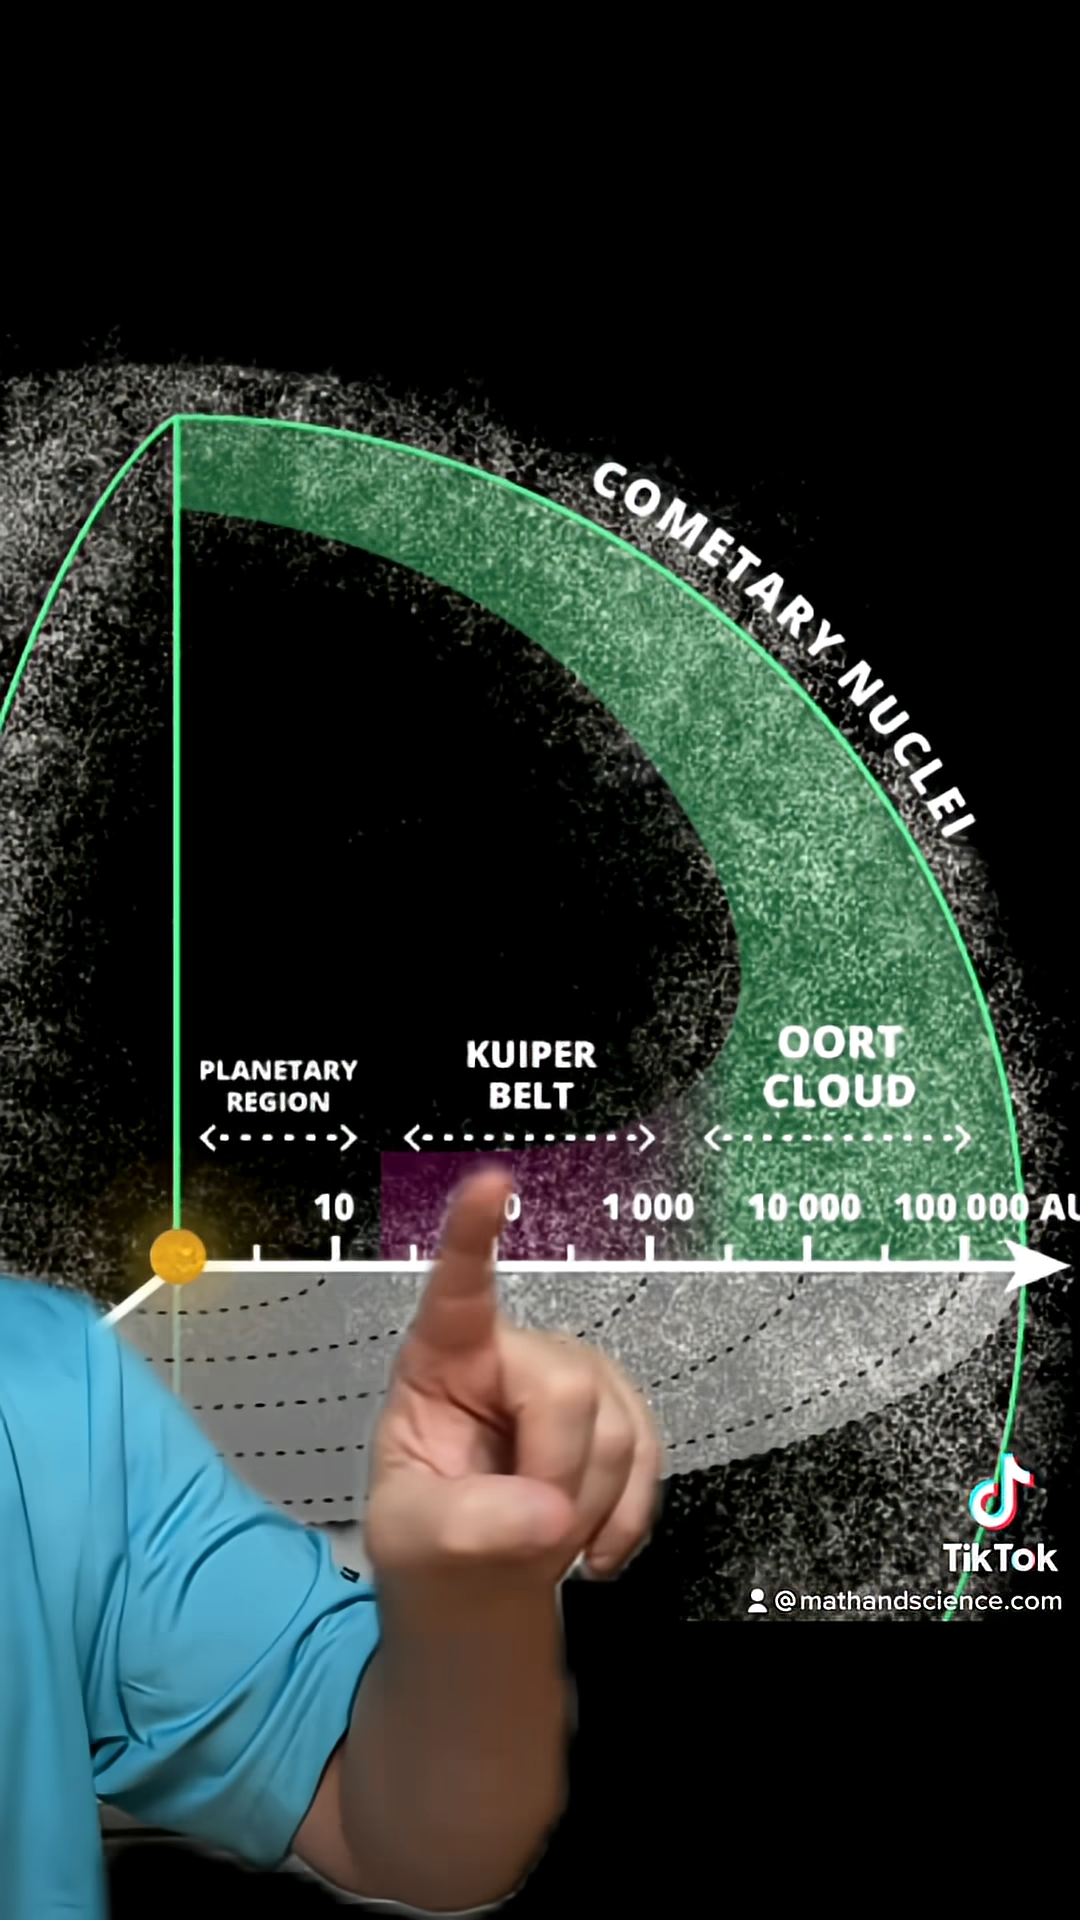 COMETARY NUCLEI
OORT
CLOUD
KUIPER
BELT
PLANETARY
REGION
10
1 000
10 000
100 000 AU
TikTok
@mathandscience.com